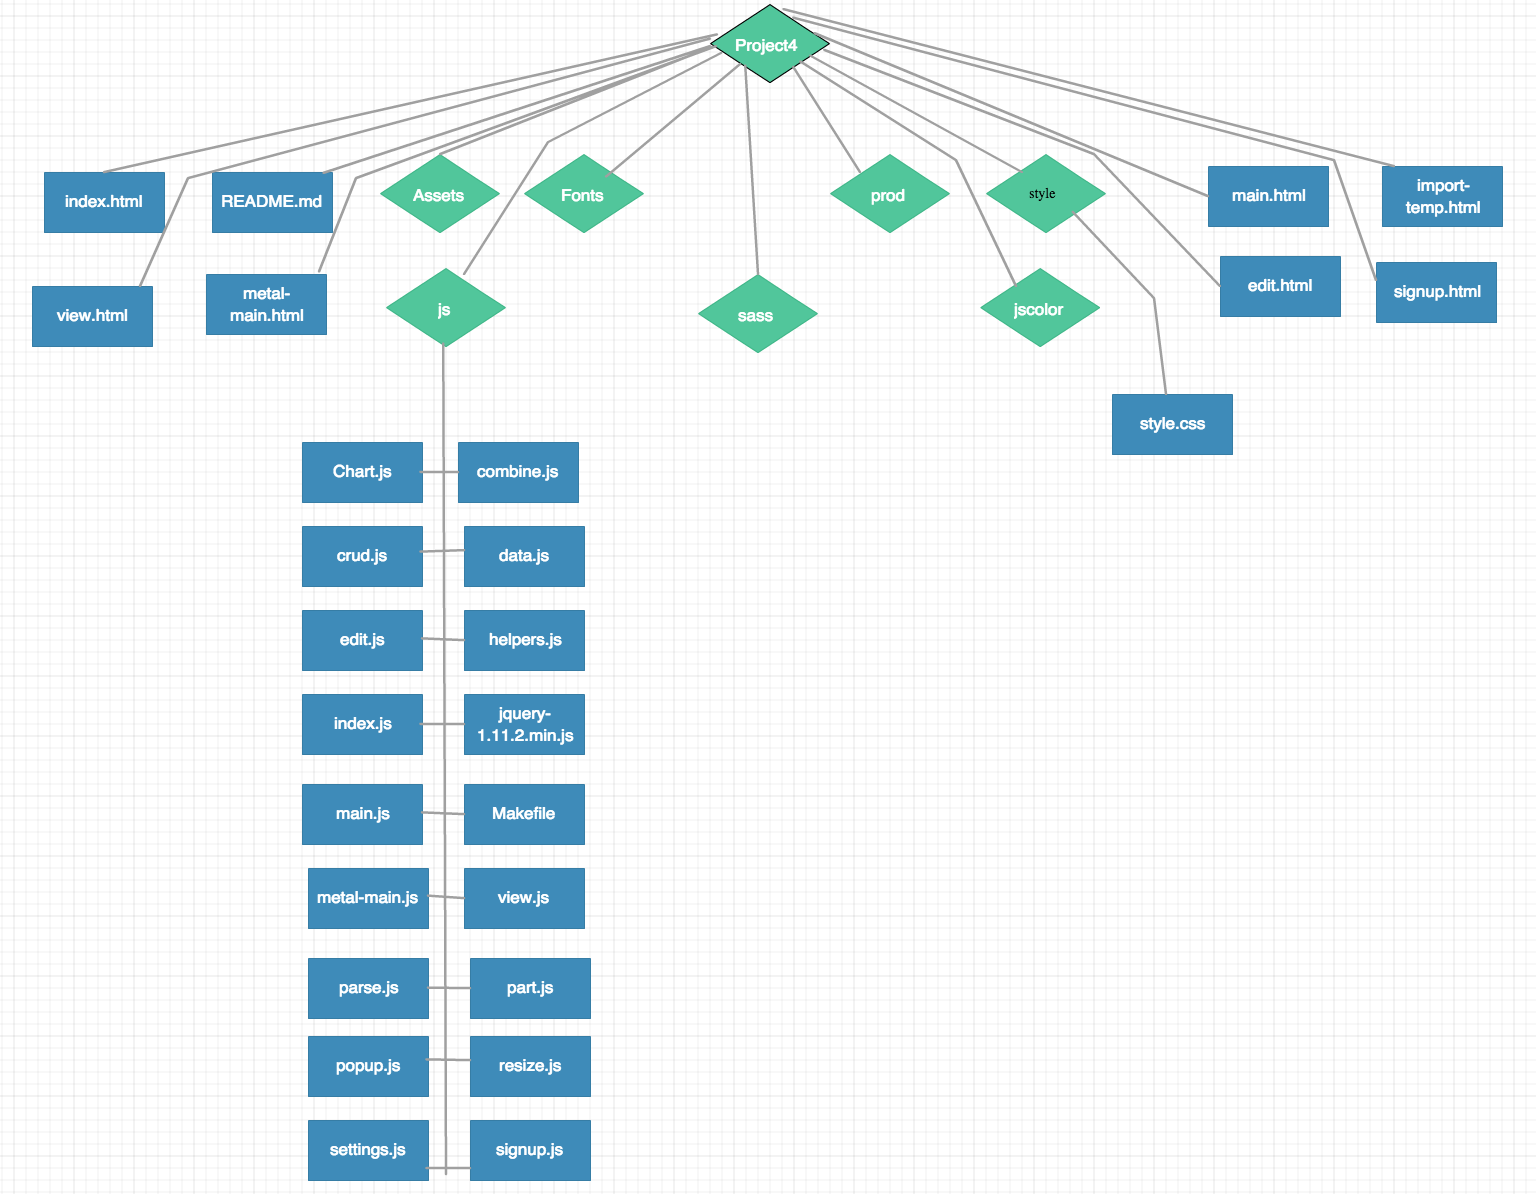 Project4
index.html
README.md
Assets
Fonts
prod
style
main.html
import-
temp.html
view.html
metal-
main.html
js
sass
jscolor
edit.html
signup.html
style.css
Chart.js
combine.js
crud.js
data.js
edit.js
helpers.js
index.js
jquery-
1.11.2.min.js
main.js
Makefile
metal-main.js
view.js
parse.js
part.js
popup.js
resize.js
settings.js
signup.js